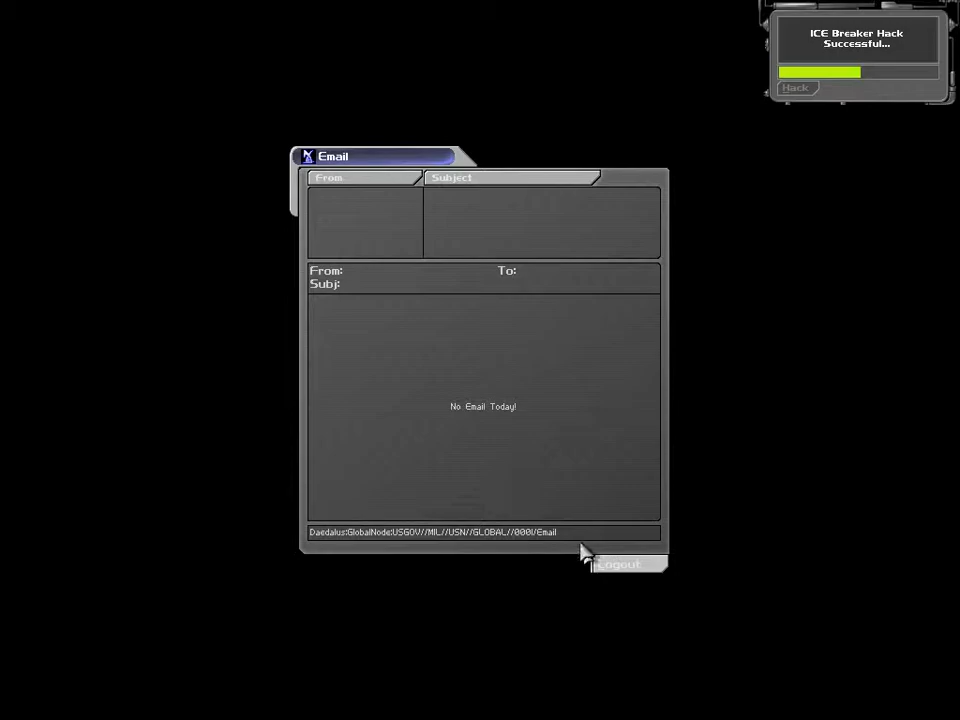 ICE Breaker Hack
Successful...
Hack
Email
From
Subject
From:
To:
Subj:
No Email Today!
Daedalus:GlobalNode:USGOV//MIL//USN//GLOBAL//0001/Email
Logout